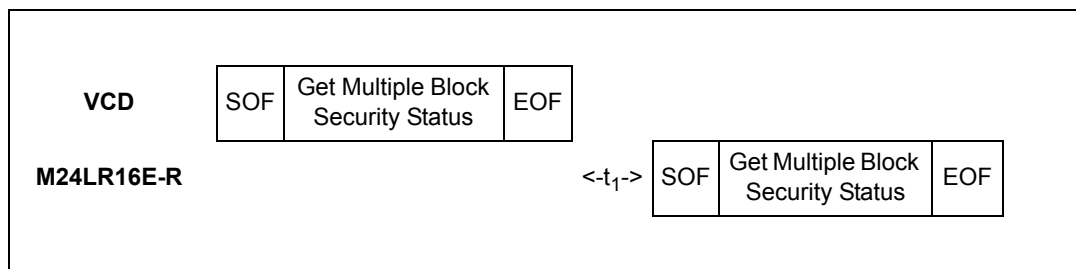 VCD SOF Get Multiple Block Security Status EOF
M24LR16E-R <-t1-> SOF Get Multiple Block Security Status EOF